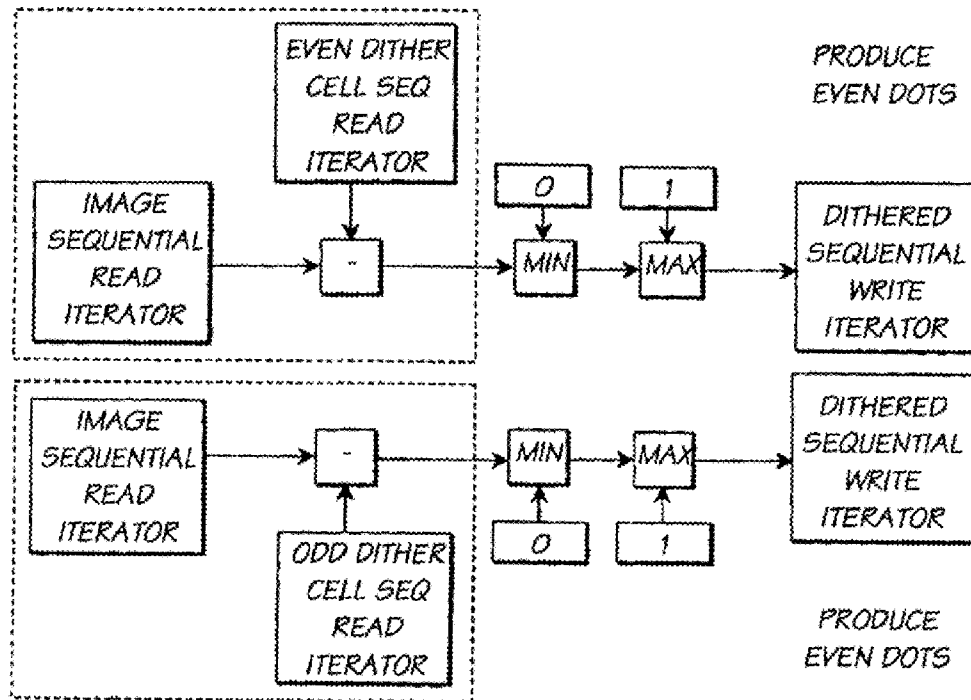 EVEN DITHER
CELL SEQ
READ
ITERATOR
PRODUCE
EVEN DOTS
IMAGE
SEQUENTIAL
READ
ITERATOR
-
0
MIN
1
MAX
DITHERED
SEQUENTIAL
WRITE
ITERATOR
IMAGE
SEQUENTIAL
READ
ITERATOR
-
MIN
0
MAX
1
DITHERED
SEQUENTIAL
WRITE
ITERATOR
ODD DITHER
CELL SEQ
READ
ITERATOR
PRODUCE
EVEN DOTS